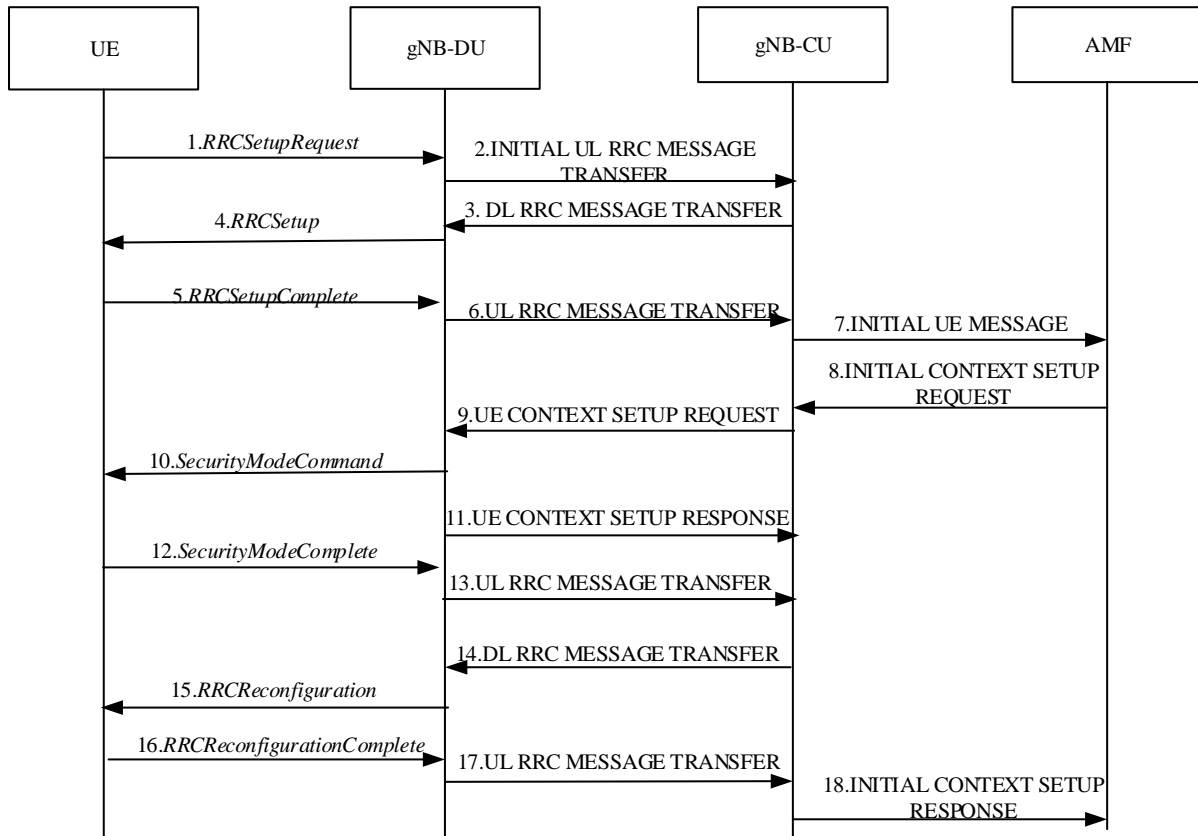 UE
gNB-DU
gNB-CU
AMF
1.RRCSetupRequest
2.INITIAL UL RRC MESSAGE
TRANSFER
3. DL RRC MESSAGE TRANSFER
4.RRCSetup
5.RRCSetupComplete
6.UL RRC MESSAGE TRANSFER
7.INITIAL UE MESSAGE
8.INITIAL CONTEXT SETUP
REQUEST
9.UE CONTEXT SETUP REQUEST
10.SecurityModeCommand
11.UE CONTEXT SETUP RESPONSE
12.SecurityModeComplete
13.UL RRC MESSAGE TRANSFER
14.DL RRC MESSAGE TRANSFER
15.RRCReconfiguration
16.RRCReconfigurationComplete
17.UL RRC MESSAGE TRANSFER
18.INITIAL CONTEXT SETUP
RESPONSE